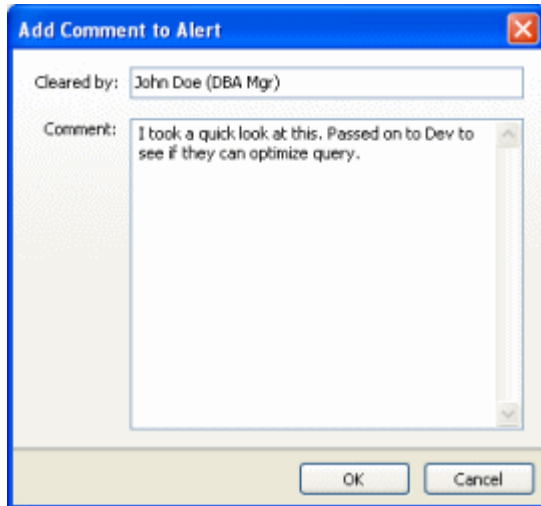 Add Comment to Alert
Cleared by: John Doe (DBA Mgr)
Comment: I took a quick look at this. Passed on to Dev to
see if they can optimize query.
OK Cancel